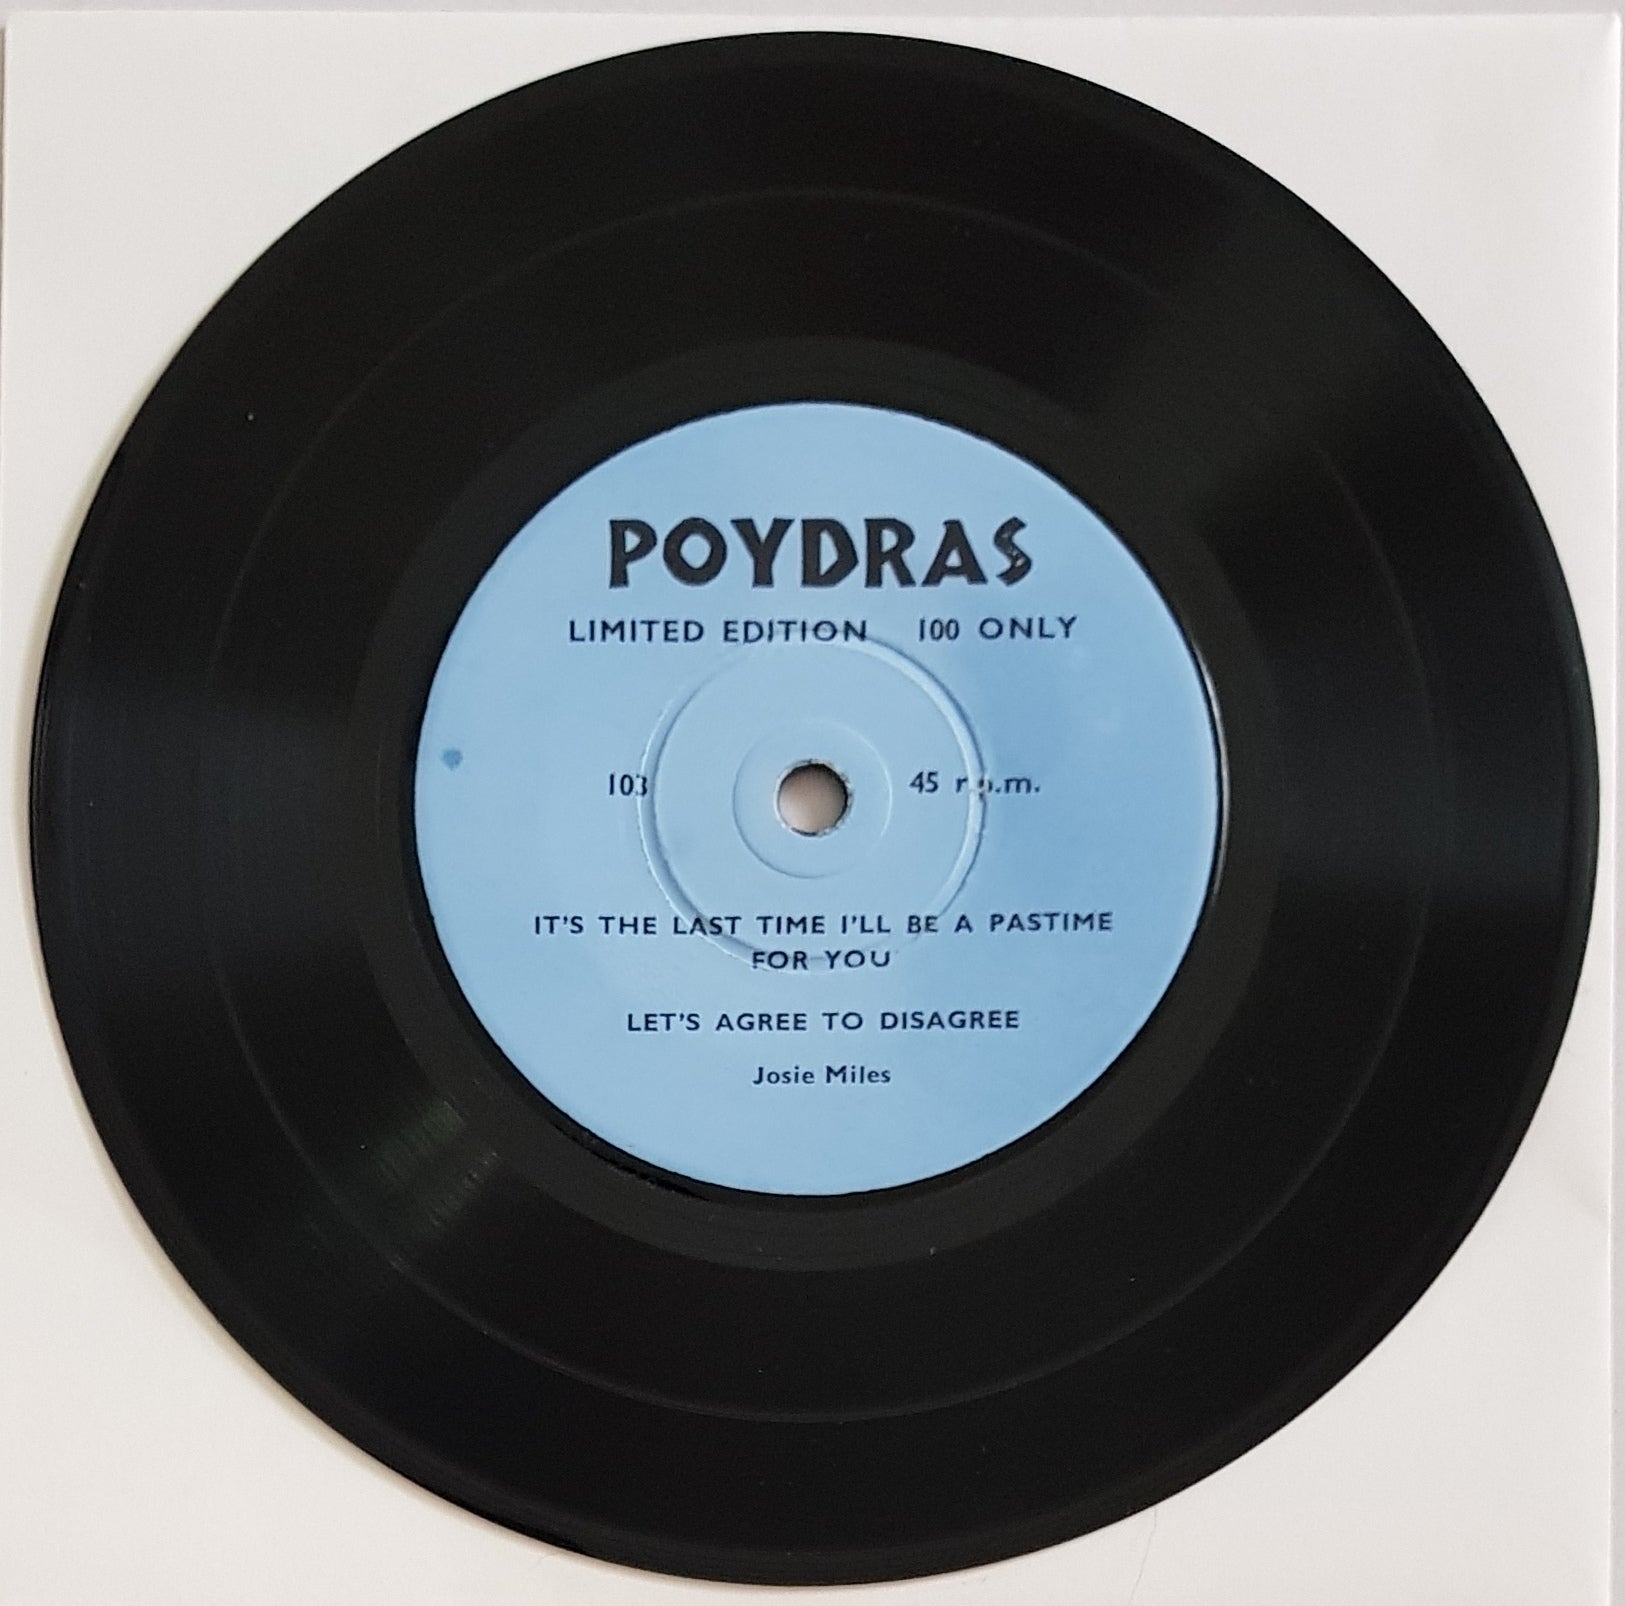 POYDRAS
LIMITED EDITION 100 ONLY
103 45 r.p.m.
IT'S THE LAST TIME I'LL BE A PASTIME
FOR YOU
LET'S AGREE TO DISAGREE
Josie Miles